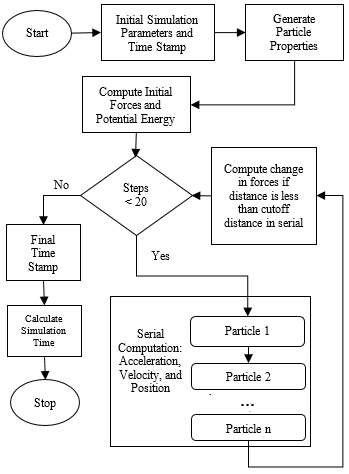 Start
Initial Simulation
Parameters and
Time Stamp
Generate
Particle
Properties
Compute Initial
Forces and
Potential Energy
Steps
< 20
No
Yes
Compute change
in forces if
distance is less
than cutoff
distance in serial
Final
Time
Stamp
Calculate
Simulation
Time
Stop
Serial
Computation:
Acceleration,
Velocity, and
Position
Particle 1
Particle 2
...
Particle n